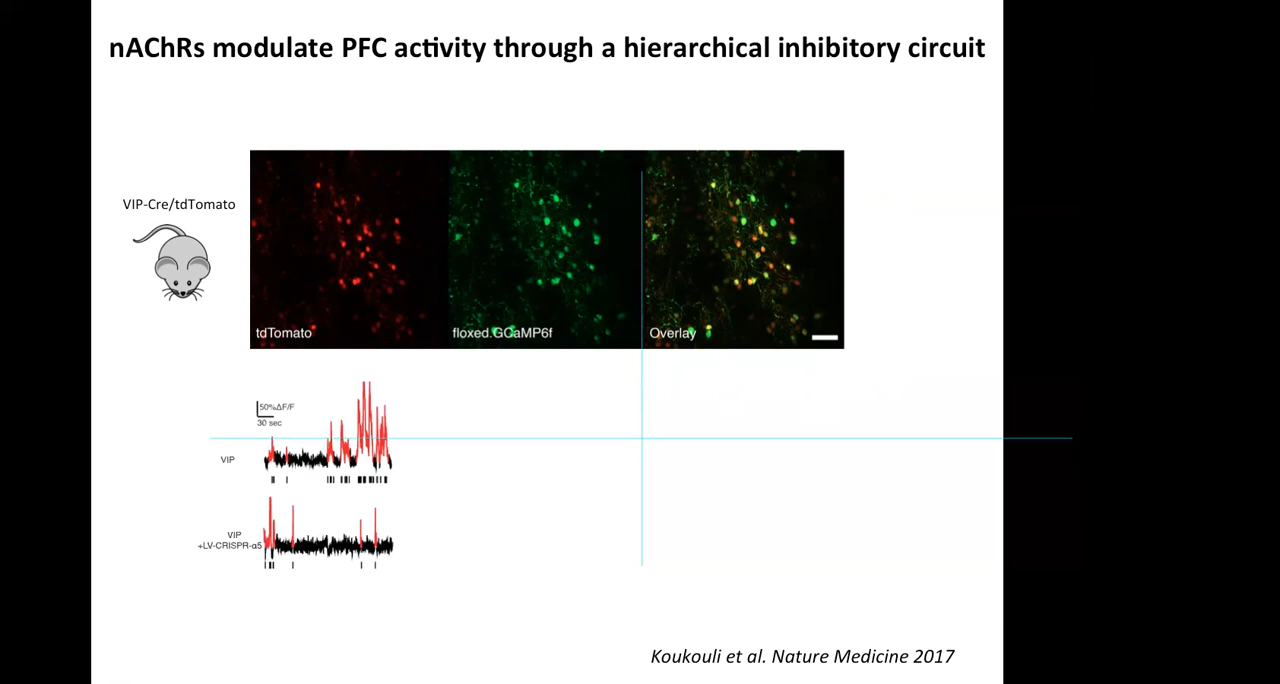 nAChRs modulate PFC activity through a hierarchical inhibitory circuit
VIP-Cre/tdTomato
tdTomato
floxed.GCaMP6f
Overlay
50%ΔF/F
30 sec
VIP
VIP
+LV-CRISPR-α5
Koukouli et al. Nature Medicine 2017